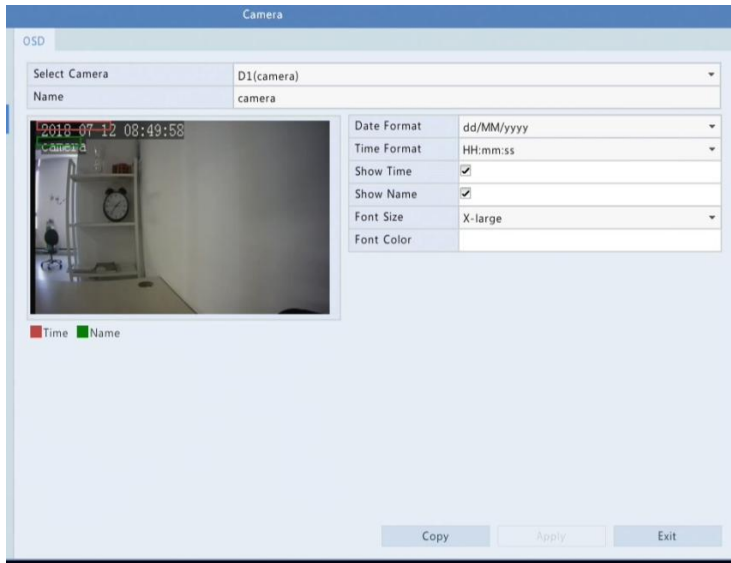 Camera
OSD
Select Camera D1(camera)
Name camera
2018-07-12 08:49:58
camera
Date Format dd/MM/yyyy
Time Format HH:mm:ss
Show Time
Show Name
Font Size X-large
Font Color
Time Name
Copy Apply Exit